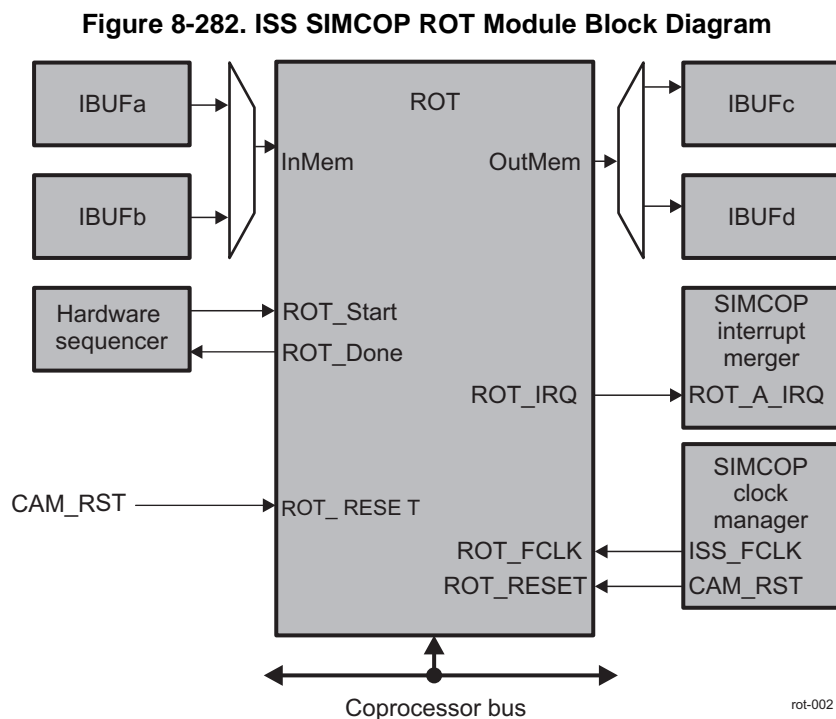 Figure 8-282. ISS SIMCOP ROT Module Block Diagram
IBUFa
IBUFb
ROT
InMem
OutMem
IBUFc
IBUFd
Hardware
sequencer
ROT_Start
ROT_Done
SIMCOP
interrupt
merger
ROT_IRQ
ROT_A_IRQ
CAM_RST
ROT_ RESE T
SIMCOP
clock
manager
ROT_FCLK
ISS_FCLK
ROT_RESET
CAM_RST
Coprocessor bus
rot-002